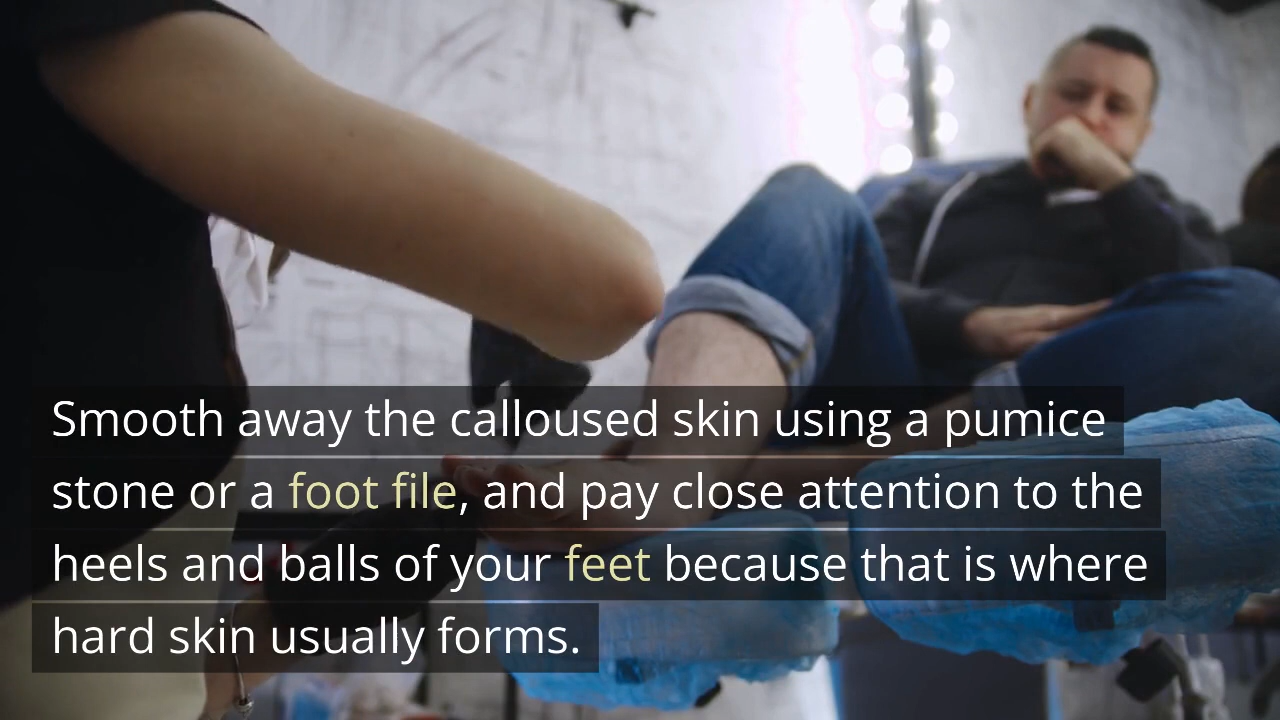 Smooth away the calloused skin using a pumice
stone or a foot file, and pay close attention to the
heels and balls of your feet because that is where
hard skin usually forms.